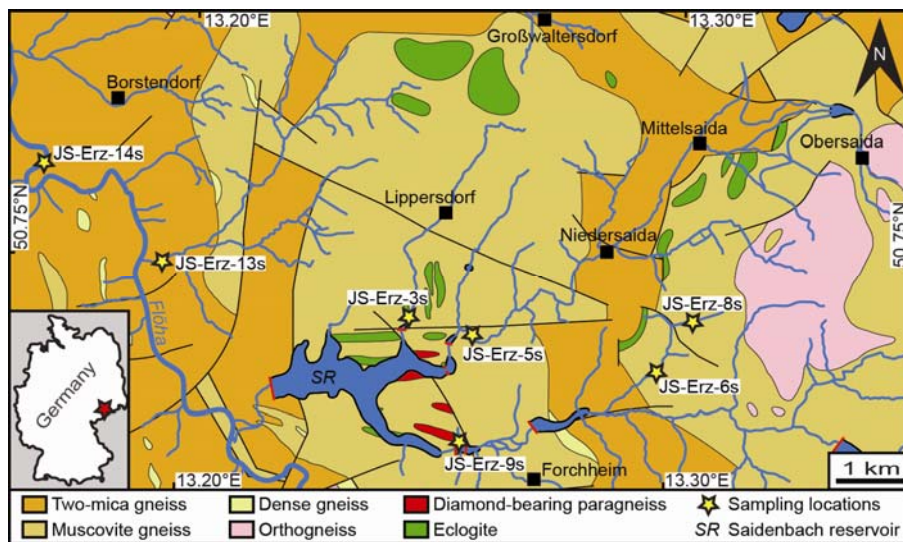 13.20°E
13.30°E
Großwaltersdorf
N
Borstendorf
Mittelsaida
Obersaida
JS-Erz-14s
50.75°N
Lippersdorf
50.75°N
Niedersaida
JS-Erz-13s
JS-Erz-3s
JS-Erz-8s
Flöha
JS-Erz-5s
Germany
SR
JS-Erz-6s
JS-Erz-9s
13.20°E
Forchheim
13.30°E
1 km
Two-mica gneiss
Dense gneiss
Diamond-bearing paragneiss
Sampling locations
Muscovite gneiss
Orthogneiss
Eclogite
SR Saidenbach reservoir